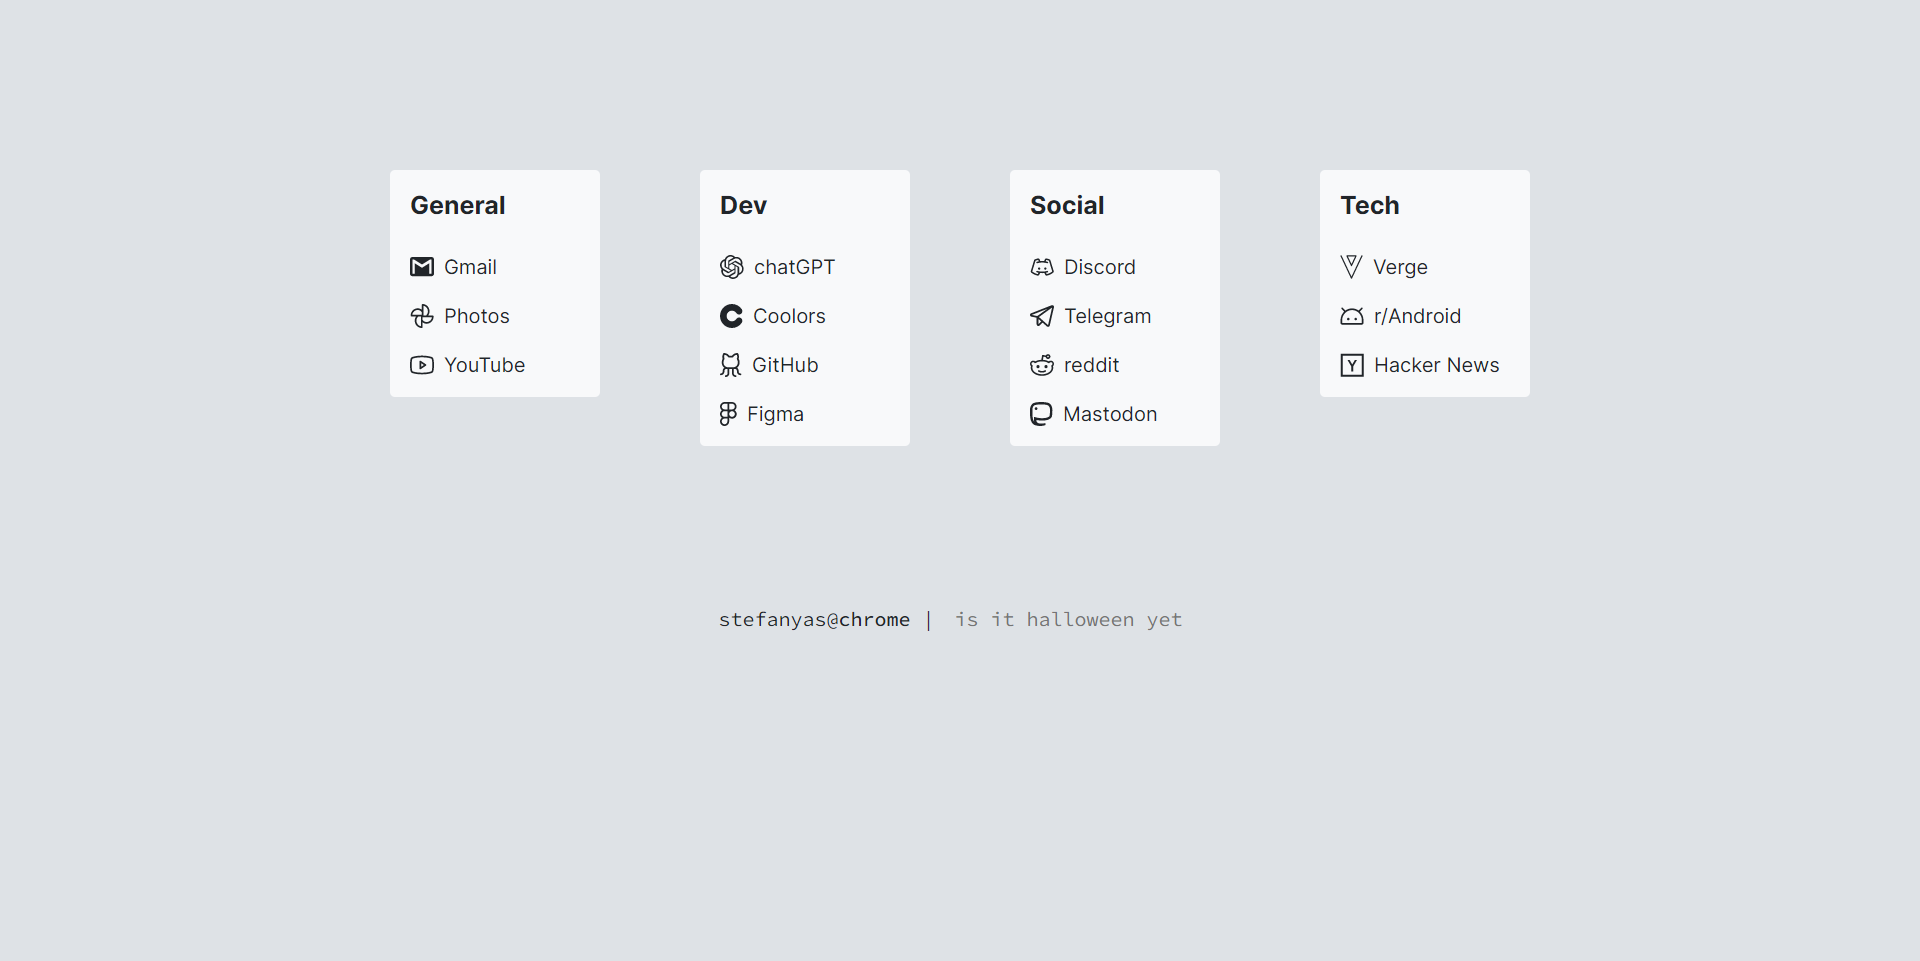 General
Gmail
Photos
YouTube
Dev
chatGPT
Coolors
GitHub
Figma
Social
Discord
Telegram
reddit
Mastodon
Tech
Verge
r/Android
Hacker News
stefanyas@chrome | is it halloween yet